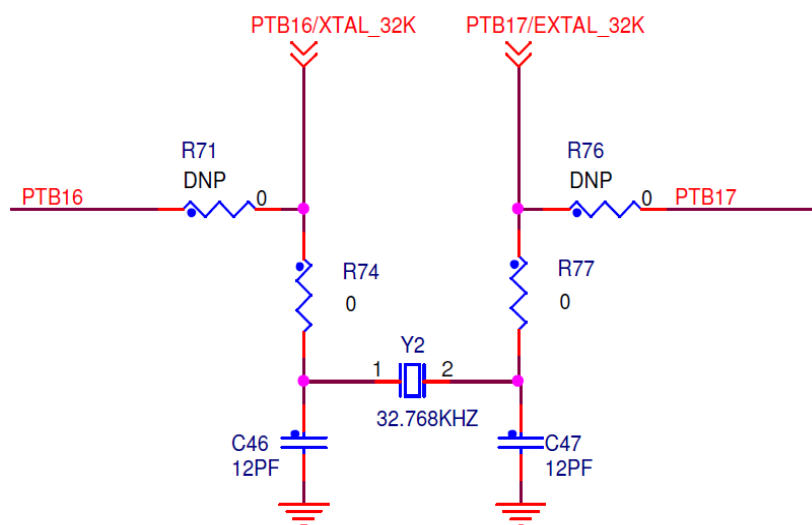 PTB16/XTAL_32K
PTB17/EXTAL_32K
R71
DNP
0
PTB16
R76
DNP
0
PTB17
R74
0
R77
0
Y2
1
2
32.768KHZ
C46
12PF
C47
12PF